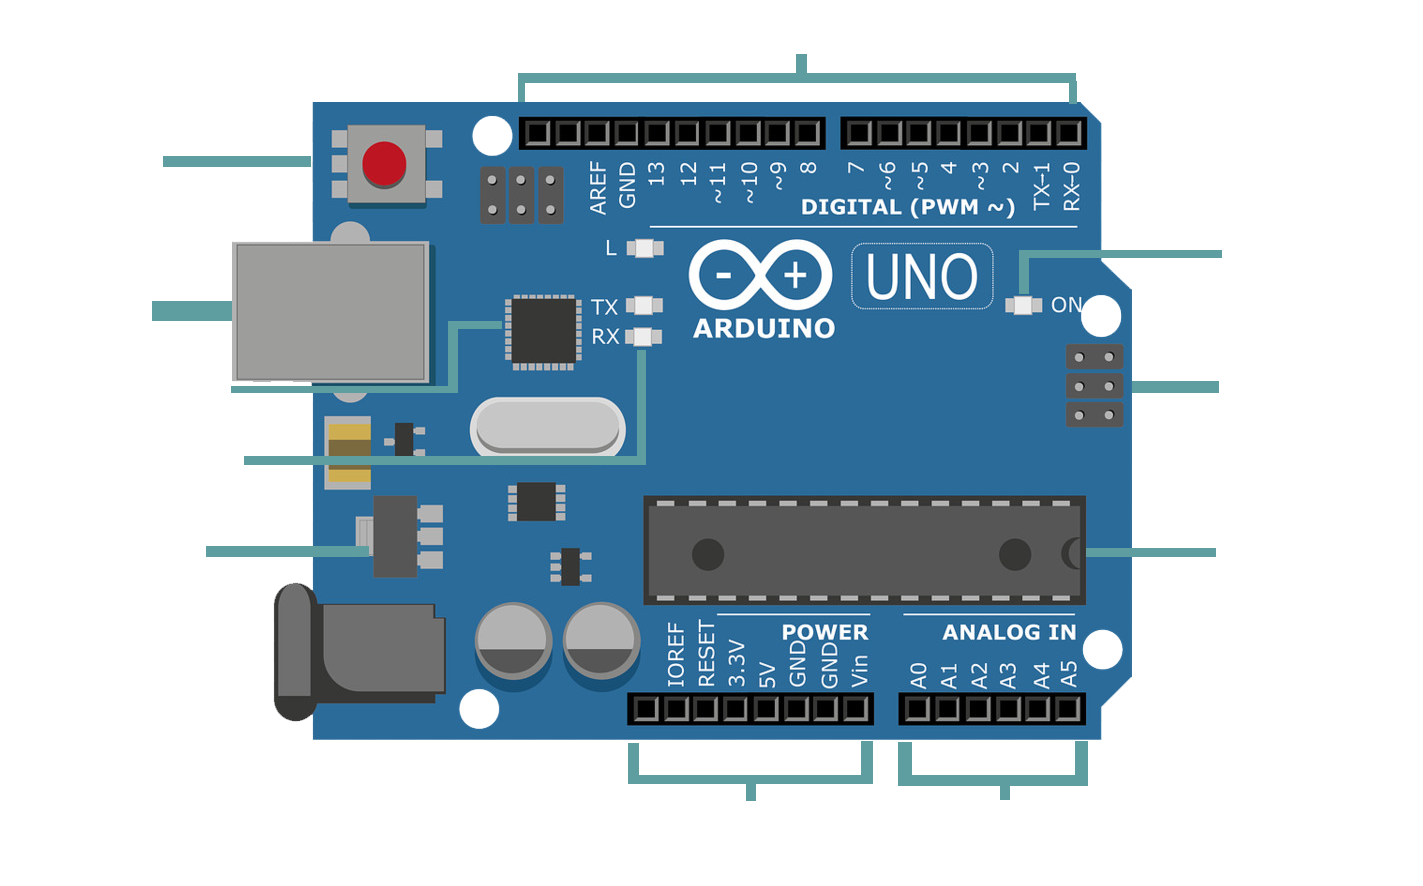 AREF GND 13 12 ~11 ~10 ~9 8 7 ~6 ~5 4 ~3 2 TX-1 RX-0
DIGITAL (PWM ~)
L
TX
RX
- +
ARDUINO
UNO
ON
POWER
ANALOG IN
IOREF RESET 3.3V 5V GND GND Vin A0 A1 A2 A3 A4 A5